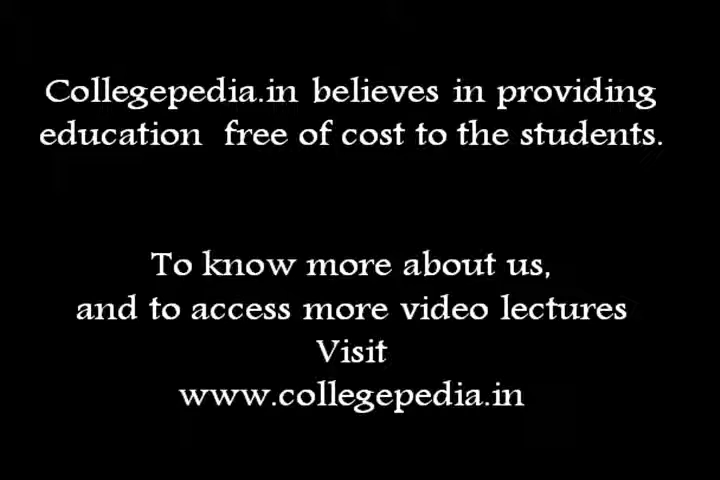 Collegepedia.in believes in providing
education free of cost to the students.
To know more about us,
and to access more video lectures
Visit
www.collegepedia.in